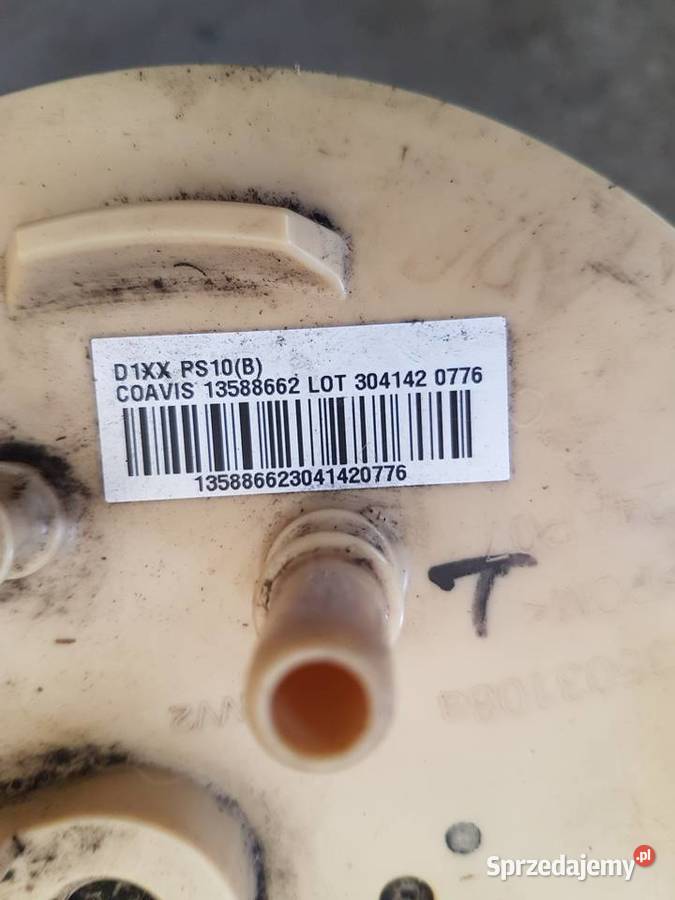 D1XX PS10(B)
COAVIS 13588662 LOT 304142 0776
135886623041420776
T
Sprzedajemy.pl